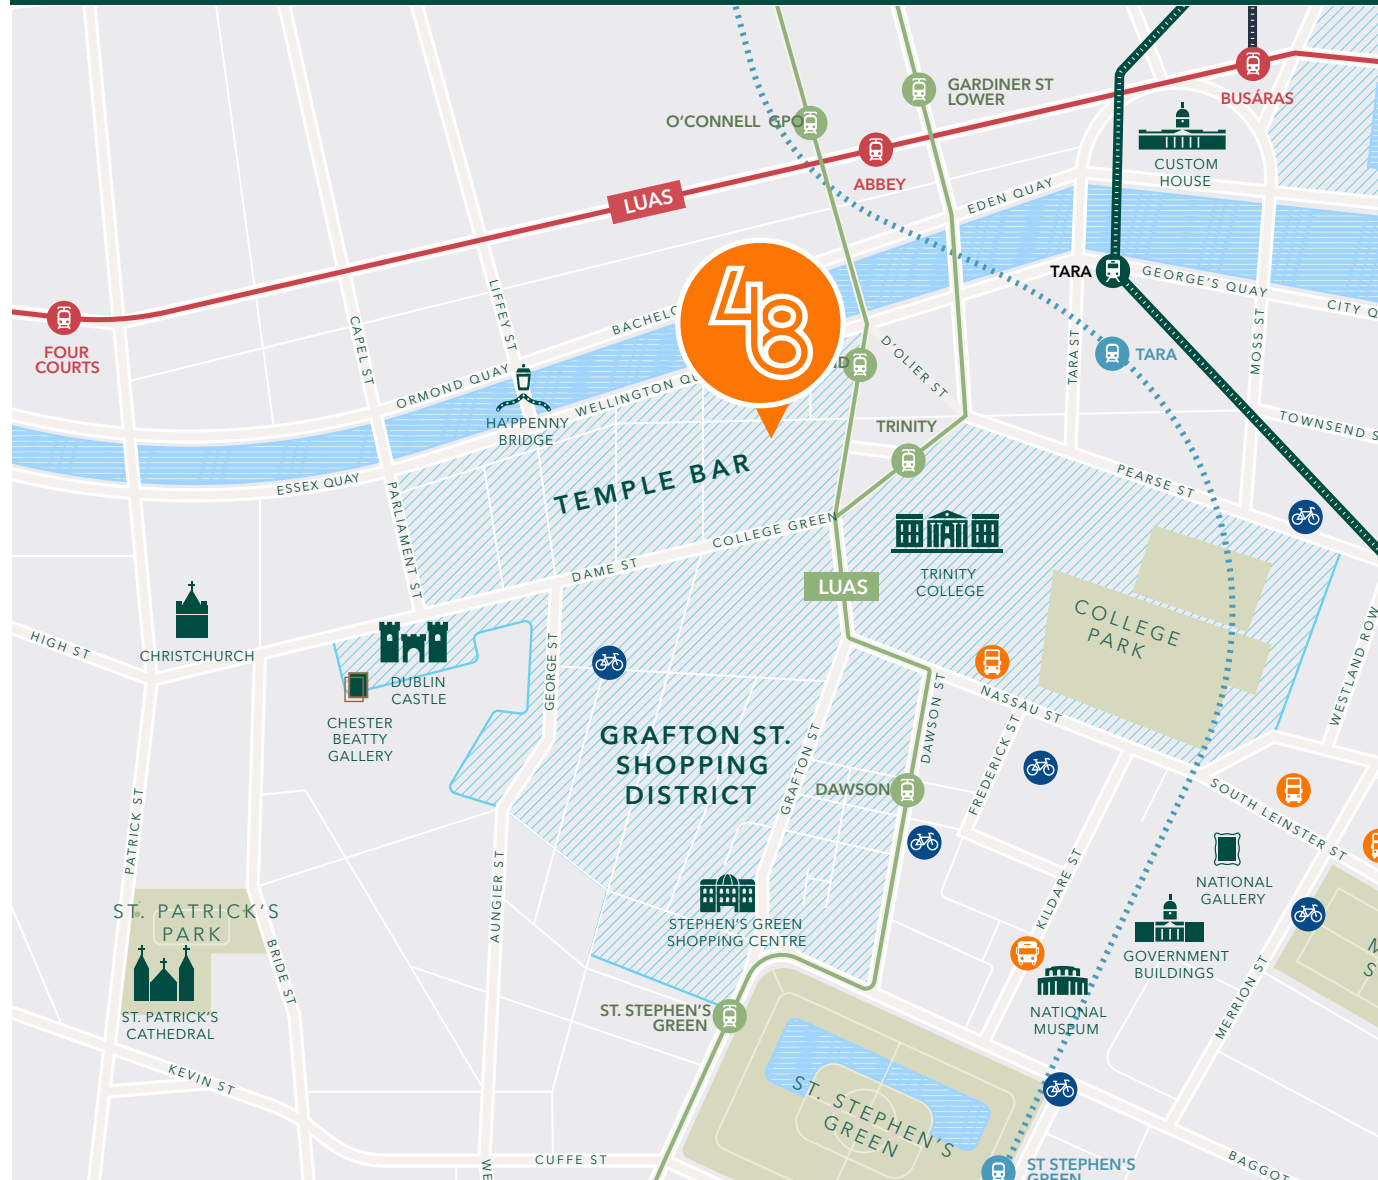 BUSÁRAS
GARDINER ST
LOWER
O'CONNELL GPO
ABBEY
CUSTOM
HOUSE
LUAS
EDEN QUAY
TARA
GEORGE'S QUAY
CITY Q
LIFFEY ST
48
CAPEL ST
FOUR
COURTS
BACHELO
D'OLIER ST
TARA ST
TARA
MOSS ST
ORMOND QUAY
WELLINGTON QU
HA'PPENNY
BRIDGE
TOWNSEND S
TRINITY
TEMPLE BAR
ESSEX QUAY
PARLIAMENT ST
PEARSE ST
COLLEGE GREEN
DAME ST
TRINITY
COLLEGE
LUAS
COLLEGE
PARK
HIGH ST
CHRISTCHURCH
DUBLIN
CASTLE
CHESTER
BEATTY
GALLERY
GEORGE ST
GRAFTON ST.
SHOPPING
DISTRICT
GRAFTON ST
DAWSON ST
NASSAU ST
FREDERICK ST
WESTLAND ROW
DAWSON
SOUTH LEINSTER ST
PATRICK ST
AUNGIER ST
KILDARE ST
NATIONAL
GALLERY
ST. PATRICK'S
PARK
STEPHEN'S GREEN
SHOPPING CENTRE
BRIDE ST
GOVERNMENT
BUILDINGS
MERRION ST
M
S
ST. STEPHEN'S
GREEN
NATIONAL
MUSEUM
ST. PATRICK'S
CATHEDRAL
KEVIN ST
ST. STEPHEN'S
GREEN
CUFFE ST
WE
ST STEPHEN'S
GREEN
BAGGOT